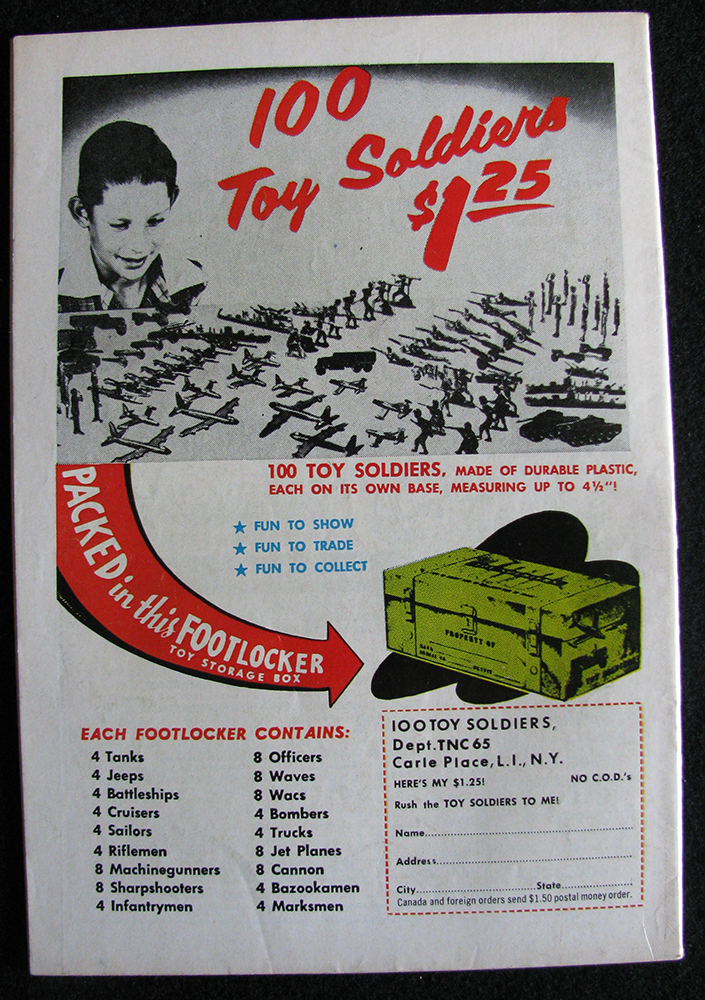 100
Toy Soldiers
$1.25
100 TOY SOLDIERS, MADE OF DURABLE PLASTIC,
EACH ON ITS OWN BASE, MEASURING UP TO 4½"!
★ FUN TO SHOW
★ FUN TO TRADE
★ FUN TO COLLECT
PACKED in this FOOTLOCKER
TOY STORAGE BOX
PROPERTY OF
EACH FOOTLOCKER CONTAINS:
4 Tanks
4 Jeeps
4 Battleships
4 Cruisers
4 Sailors
4 Riflemen
8 Machinegunners
8 Sharpshooters
4 Infantrymen
8 Officers
8 Waves
8 Wacs
4 Bombers
4 Trucks
8 Jet Planes
8 Cannon
4 Bazookamen
4 Marksmen
100 TOY SOLDIERS,
Dept. TNC 65
Carle Place, L.I., N.Y.
HERE'S MY $1.25! NO C.O.D.'s
Rush the TOY SOLDIERS TO ME!
Name
Address
City State
Canada and foreign orders send $1.50 postal money order.